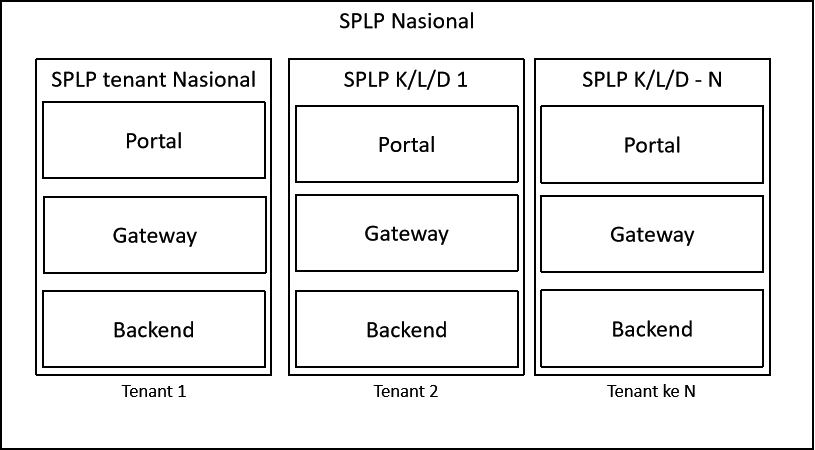 SPLP Nasional
SPLP tenant Nasional
Portal
Gateway
Backend
Tenant 1
SPLP K/L/D 1
Portal
Gateway
Backend
Tenant 2
SPLP K/L/D - N
Portal
Gateway
Backend
Tenant ke N